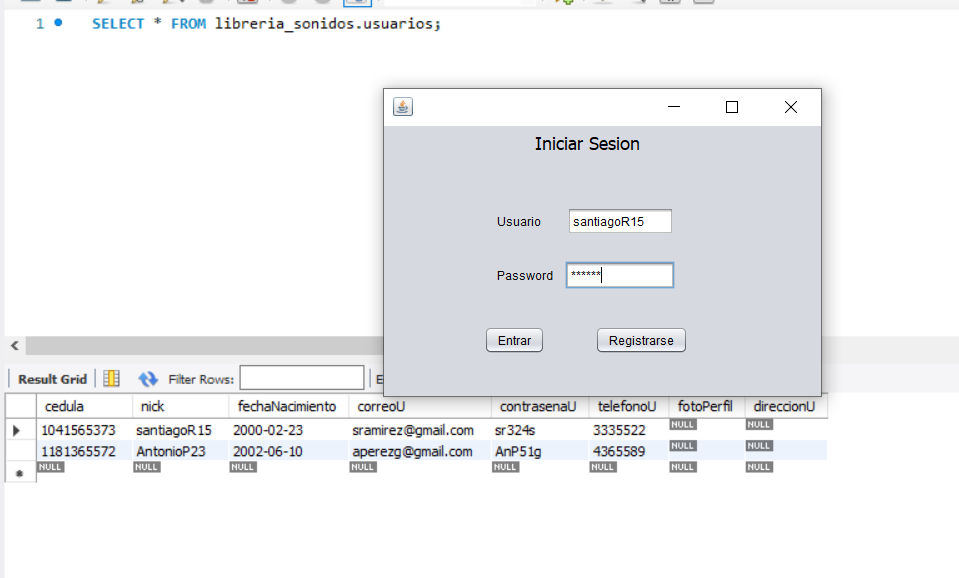 1 SELECT * FROM libreria_sonidos.usuarios;
Iniciar Sesion
Usuario santiagoR15
Password ******
Entrar Registrarse
Result Grid Filter Rows: E
cedula nick fechaNacimiento correoU contrasenaU telefonoU fotoPerfil direccionU
1041565373 santiagoR15 2000-02-23 sramirez@gmail.com sr324s 3335522 NULL NULL
1181365572 AntonioP23 2002-06-10 aperezg@gmail.com AnP51g 4365589 NULL NULL
NULL NULL NULL NULL NULL NULL NULL NULL